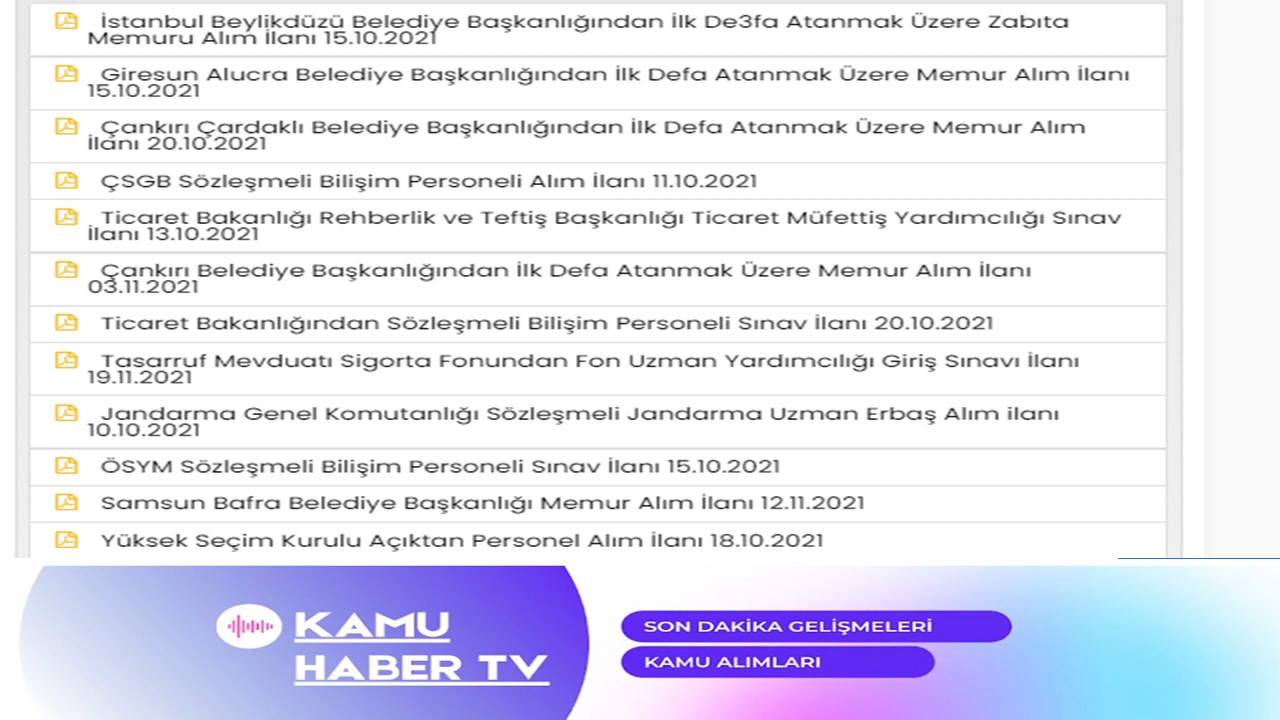 İstanbul Beylikdüzü Belediye Başkanlığından İlk De3fa Atanmak Üzere Zabıta
Memuru Alım İlanı 15.10.2021
Giresun Alucra Belediye Başkanlığından İlk Defa Atanmak Üzere Memur Alım İlanı
15.10.2021
Çankırı Çardaklı Belediye Başkanlığından İlk Defa Atanmak Üzere Memur Alım
İlanı 20.10.2021
ÇSGB Sözleşmeli Bilişim Personeli Alım İlanı 11.10.2021
Ticaret Bakanlığı Rehberlik ve Teftiş Başkanlığı Ticaret Müfettiş Yardımcılığı Sınav
İlanı 13.10.2021
Çankırı Belediye Başkanlığından İlk Defa Atanmak Üzere Memur Alım İlanı
03.11.2021
Ticaret Bakanlığından Sözleşmeli Bilişim Personeli Sınav İlanı 20.10.2021
Tasarruf Mevduatı Sigorta Fonundan Fon Uzman Yardımcılığı Giriş Sınavı İlanı
19.11.2021
Jandarma Genel Komutanlığı Sözleşmeli Jandarma Uzman Erbaş Alım ilanı
10.10.2021
ÖSYM Sözleşmeli Bilişim Personeli Sınav İlanı 15.10.2021
Samsun Bafra Belediye Başkanlığı Memur Alım İlanı 12.11.2021
Yüksek Seçim Kurulu Açıktan Personel Alım İlanı 18.10.2021
KAMU
HABER TV
SON DAKİKA GELİŞMELERİ
KAMU ALIMLARI